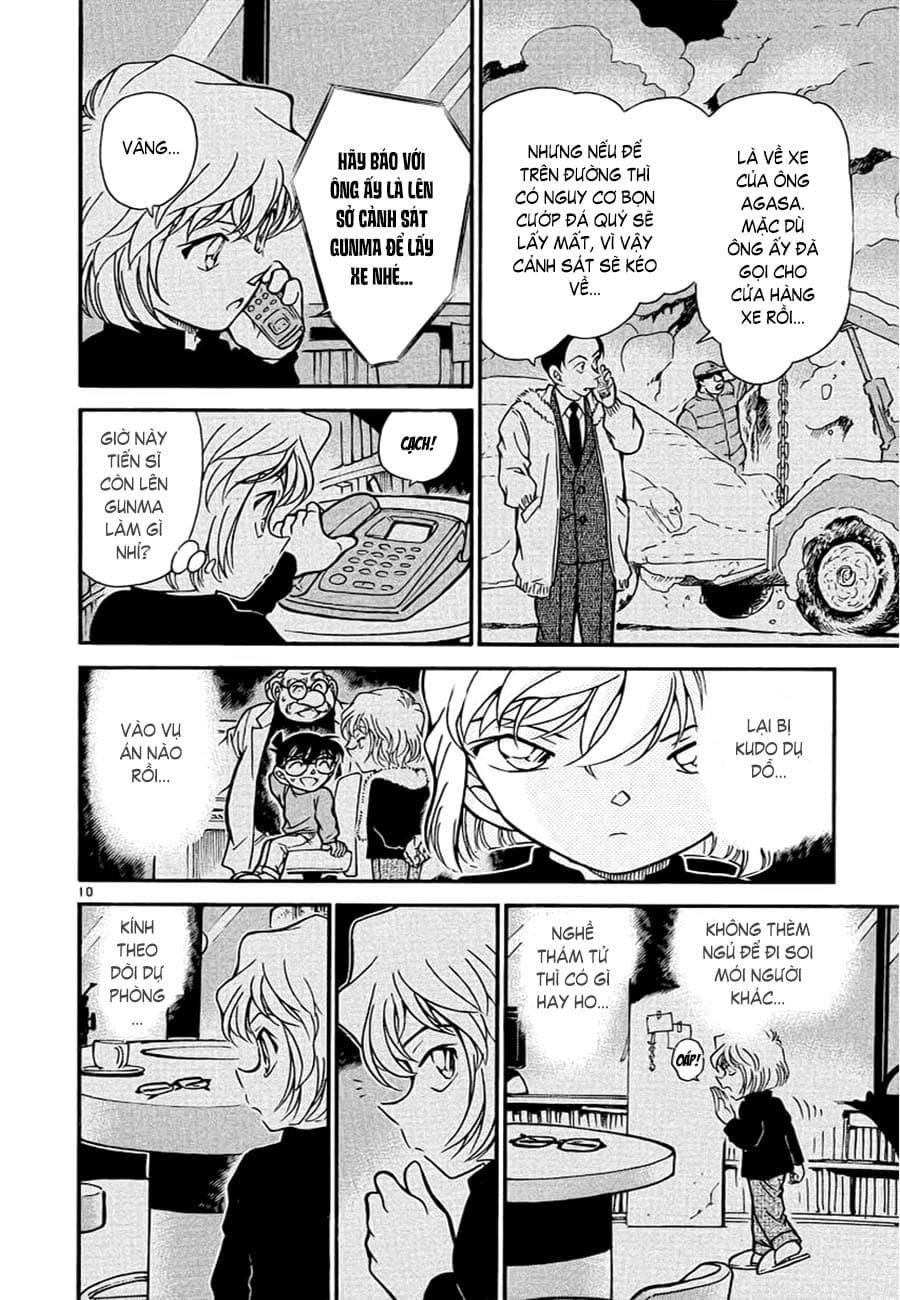 LÀ VỀ XE
CỦA ÔNG
AGASA.
MẶC DÙ
ÔNG ẤY ĐÃ
GỌI CHO
CỬA HÀNG
XE RỒI...
NHƯNG NẾU ĐỂ
TRÊN ĐƯỜNG THÌ
CÓ NGUY CƠ BỌN
CƯỚP ĐÁ QUÝ SẼ
LẤY MẤT, VÌ VẬY
CẢNH SÁT SẼ KÉO
VỀ...
HÃY BÁO VỚI
ÔNG ẤY LÀ LÊN
SỞ CẢNH SÁT
GUNMA ĐỂ LẤY
XE NHÉ...
VÂNG...
CẠCH!
GIỜ NÀY
TIẾN SĨ
CÒN LÊN
GUNMA
LÀM GÌ
NHỈ?
LẠI BỊ
KUDO DỤ
DỖ...
VÀO VỤ
ÁN NÀO
RỒI...
10
KHÔNG THÈM
NGỦ ĐỂ ĐI SOI
MÓI NGƯỜI
KHÁC...
OÁP!
NGHỀ
THÁM TỬ
THÌ CÓ GÌ
HAY HO...
KÍNH
THEO
DÕI DỰ
PHÒNG
...